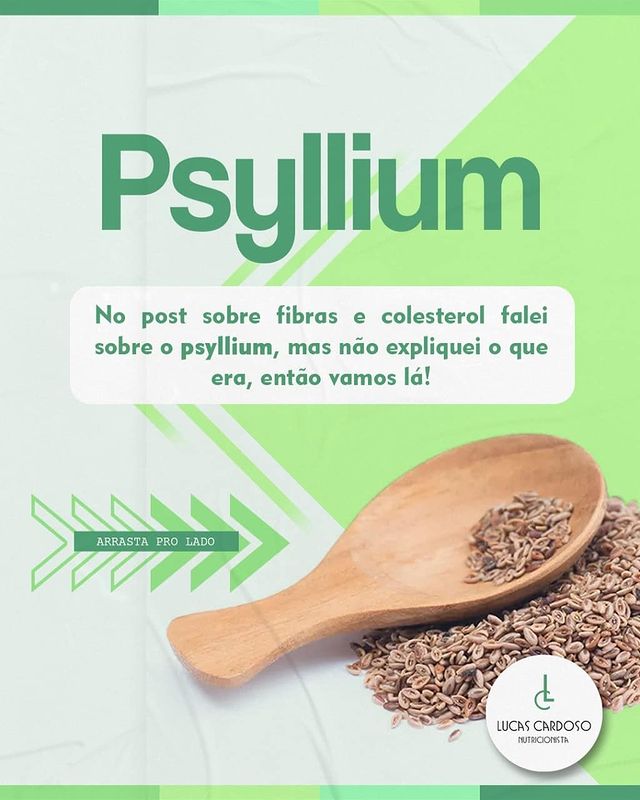 Psyllium
No post sobre fibras e colesterol falei
sobre o psyllium, mas não expliquei o que
era, então vamos lá!
ARRASTA PRO LADO
LC
LUCAS CARDOSO
NUTRICIONISTA